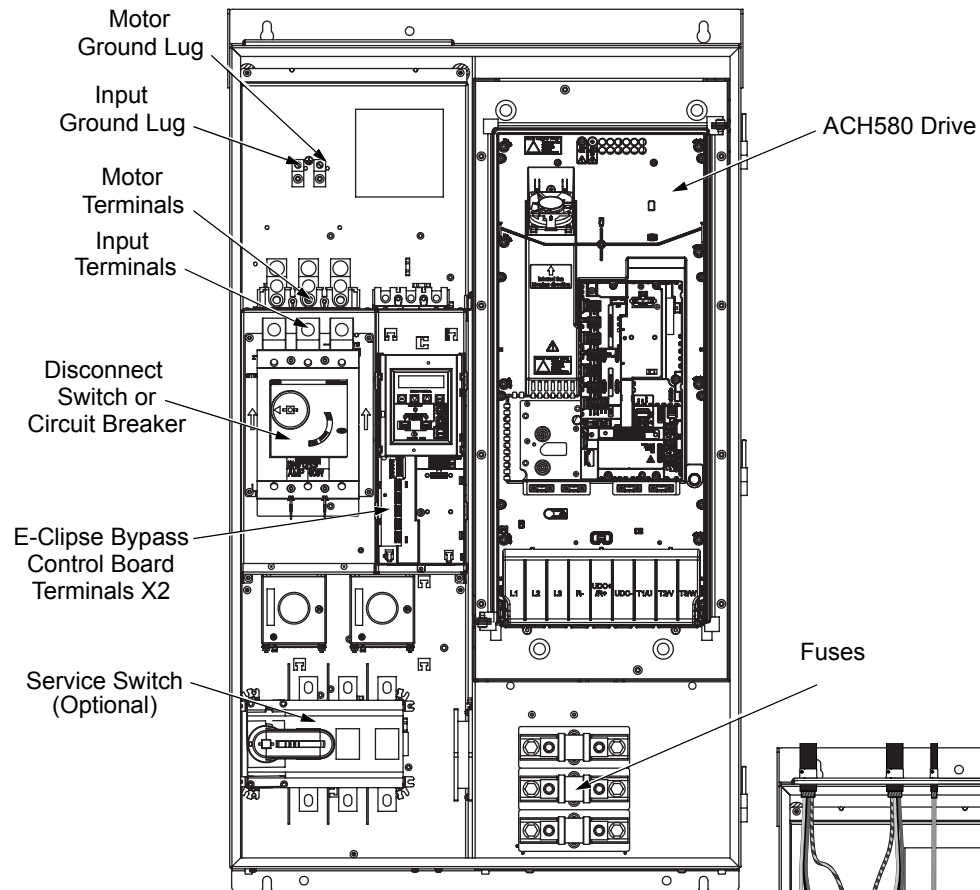 Motor
Ground Lug
Input
Ground Lug
Motor
Terminals
Input
Terminals
Disconnect
Switch or
Circuit Breaker
E-Clipse Bypass
Control Board
Terminals X2
Service Switch
(Optional)
ACH580 Drive
L1 L2 L3 R- UDC+ /R+ UDC- T1/U T2/V T3/W
Fuses